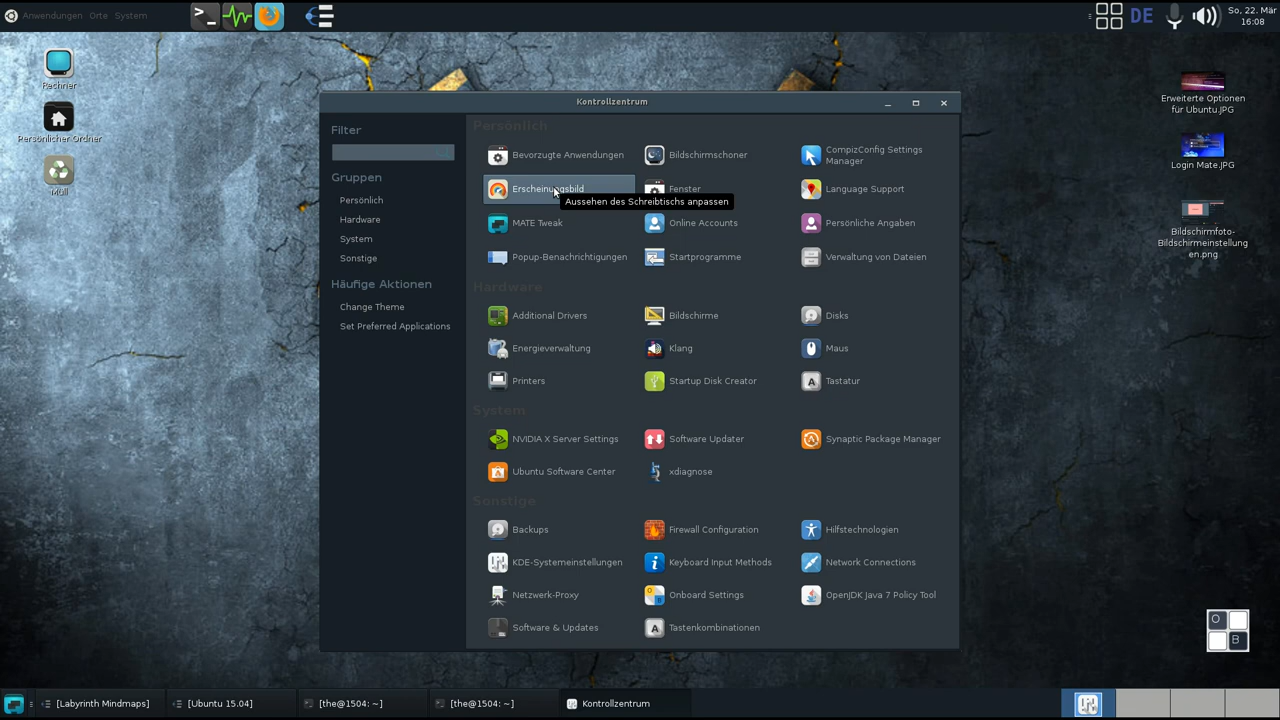 Anwendungen Orte System
DE
So, 22. Mär
16:08
Rechner
Persönlicher Ordner
Müll
Erweiterte Optionen
für Ubuntu.JPG
Login Mate.JPG
Bildschirmfoto-
Bildschirmeinstellung
en.png
Kontrollzentrum
Filter
Gruppen
Persönlich
Hardware
System
Sonstige
Häufige Aktionen
Change Theme
Set Preferred Applications
Persönlich
Bevorzugte Anwendungen
Bildschirmschoner
CompizConfig Settings
Manager
Erscheinungsbild
Fenster
Language Support
Aussehen des Schreibtischs anpassen
MATE Tweak
Online Accounts
Persönliche Angaben
Popup-Benachrichtigungen
Startprogramme
Verwaltung von Dateien
Hardware
Additional Drivers
Bildschirme
Disks
Energieverwaltung
Klang
Maus
Printers
Startup Disk Creator
Tastatur
System
NVIDIA X Server Settings
Software Updater
Synaptic Package Manager
Ubuntu Software Center
xdiagnose
Sonstige
Backups
Firewall Configuration
Hilfstechnologien
KDE-Systemeinstellungen
Keyboard Input Methods
Network Connections
Netzwerk-Proxy
Onboard Settings
OpenJDK Java 7 Policy Tool
Software & Updates
Tastenkombinationen
O
B
[Labyrinth Mindmaps]
[Ubuntu 15.04]
[the@1504: ~]
[the@1504: ~]
Kontrollzentrum